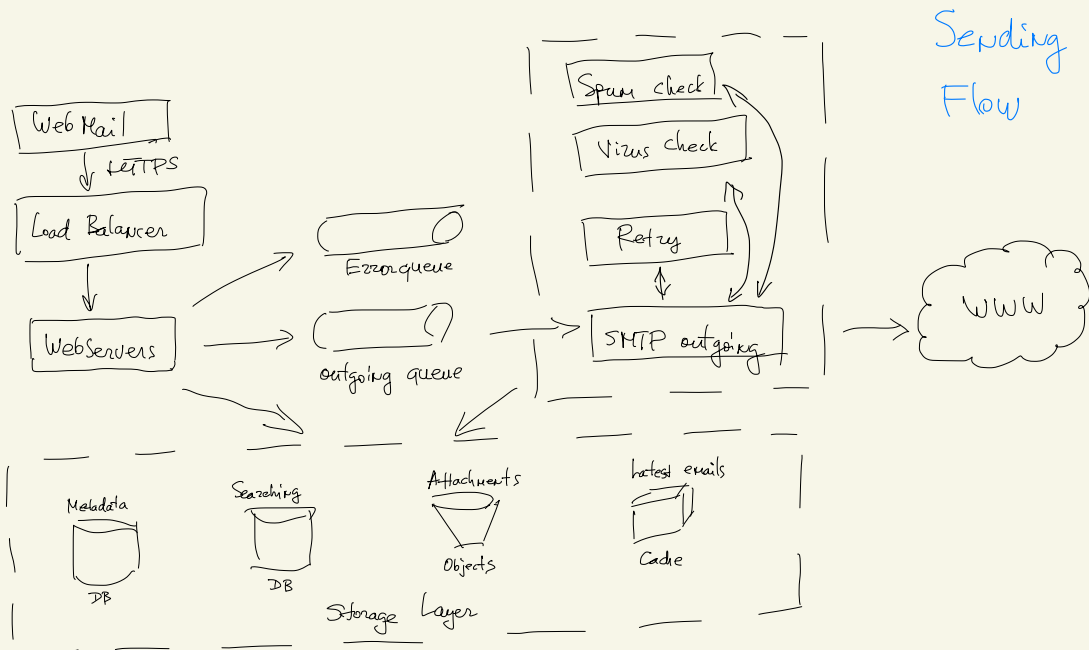 Sending
Flow
WebMail
HTTPS
Load Balancer
WebServers
Errorqueue
outgoing queue
Spam check
Virus check
Retry
SMTP outgoing
WWW
Metadata
DB
Searching
DB
Attachments
Objects
Latest emails
Cache
Storage Layer